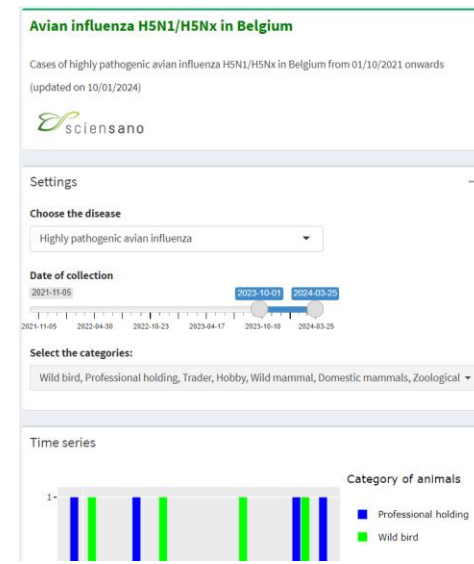 Avian influenza H5N1/H5Nx in Belgium
Cases of highly pathogenic avian influenza H5N1/H5Nx in Belgium from 01/10/2021 onwards
(updated on 10/01/2024)
sciensano
Settings
Choose the disease
Highly pathogenic avian influenza
Date of collection
2021-11-05 2023-10-01 2024-03-25
2021-11-05 2022-04-30 2022-10-23 2023-04-17 2023-10-10 2024-03-25
Select the categories:
Wild bird, Professional holding, Trader, Hobby, Wild mammal, Domestic mammals, Zoological
Time series
Category of animals
1
Professional holding
Wild bird